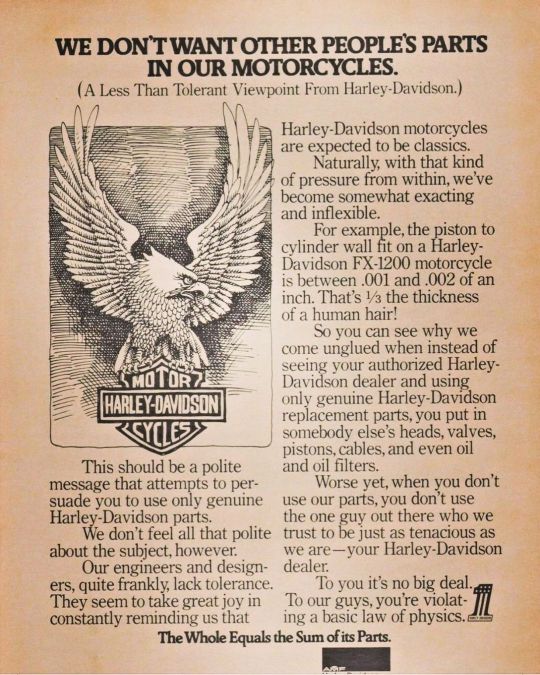 WE DON'T WANT OTHER PEOPLE'S PARTS
IN OUR MOTORCYCLES.
(A Less Than Tolerant Viewpoint From Harley-Davidson.)
MOTOR
HARLEY-DAVIDSON
CYCLES
This should be a polite
message that attempts to per-
suade you to use only genuine
Harley-Davidson parts.
We don't feel all that polite
about the subject, however.
Our engineers and design-
ers, quite frankly, lack tolerance.
They seem to take great joy in
constantly reminding us that
Harley-Davidson motorcycles
are expected to be classics.
Naturally, with that kind
of pressure from within, we've
become somewhat exacting
and inflexible.
For example, the piston to
cylinder wall fit on a Harley-
Davidson FX-1200 motorcycle
is between .001 and .002 of an
inch. That's ⅓ the thickness
of a human hair!
So you can see why we
come unglued when instead of
seeing your authorized Harley-
Davidson dealer and using
only genuine Harley-Davidson
replacement parts, you put in
somebody else's heads, valves,
pistons, cables, and even oil
and oil filters.
Worse yet, when you don't
use our parts, you don't use
the one guy out there who we
trust to be just as tenacious as
we are—your Harley-Davidson
dealer.
To you it's no big deal.
To our guys, you're violat-
ing a basic law of physics.
1
HARLEY-DAVIDSON
The Whole Equals the Sum of its Parts.
AMF
Harley-Davidson